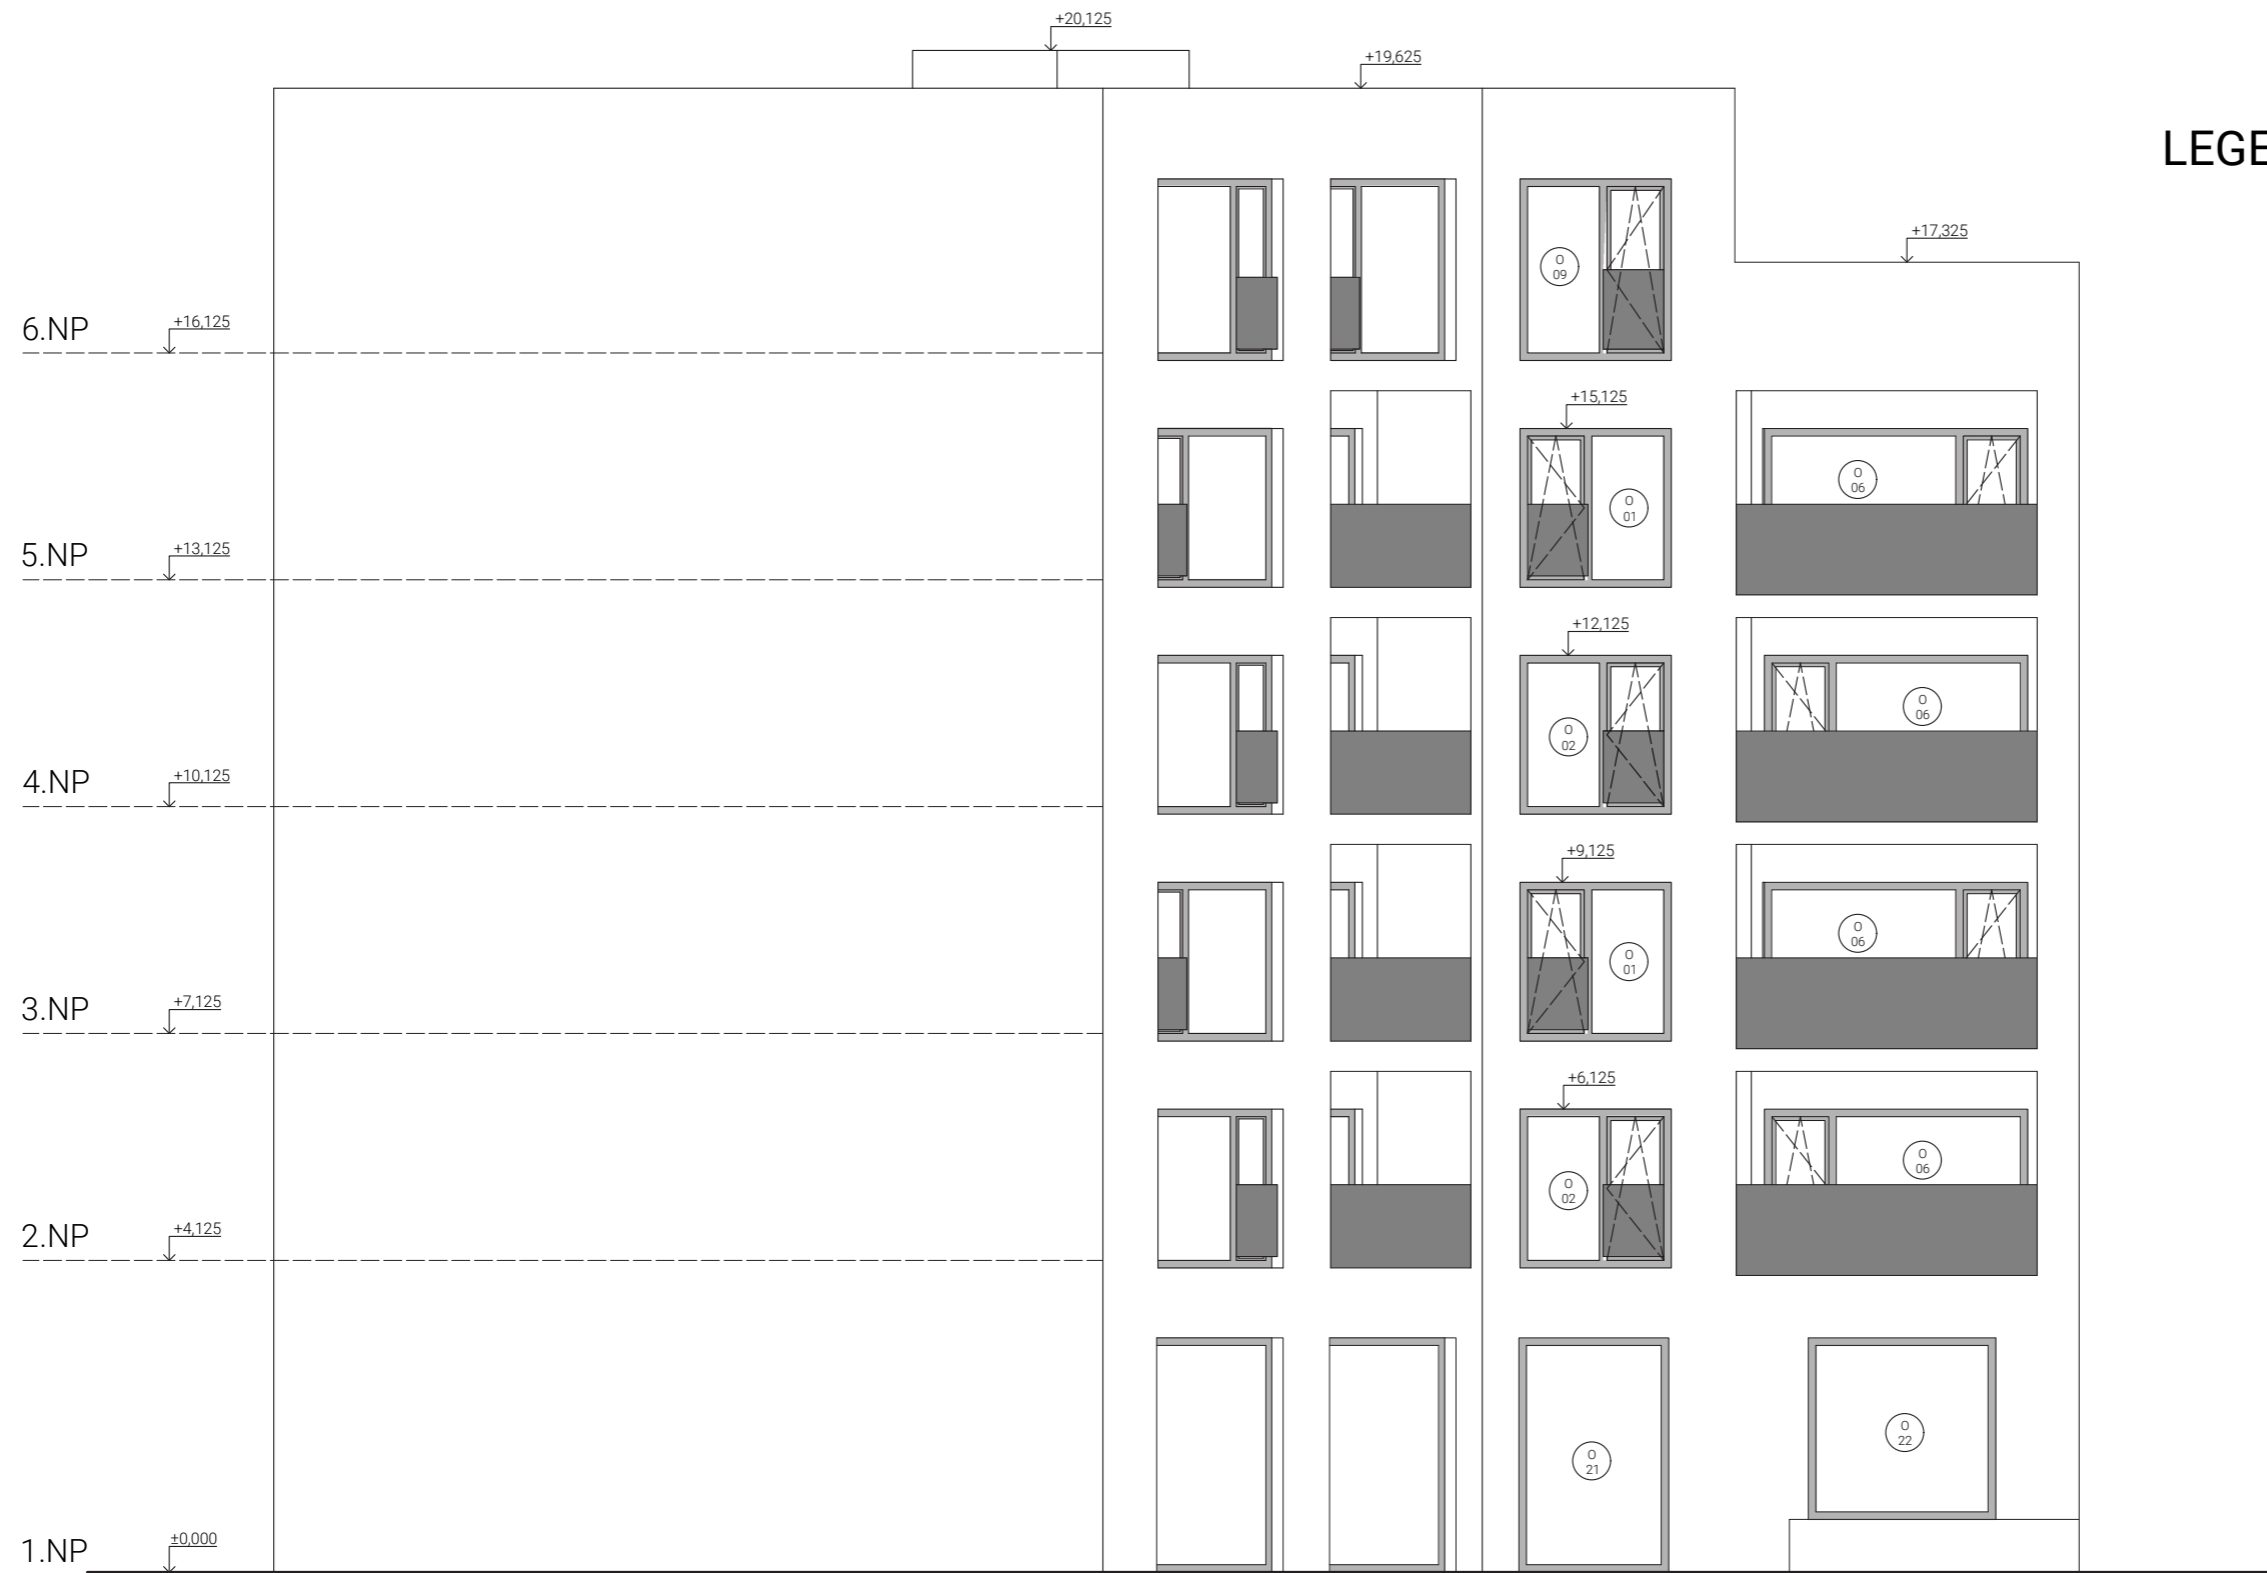 +20,125
+19,625
LEGE
+17,325
O
09
6.NP
+16,125
+15,125
O
06
O
01
5.NP
+13,125
+12,125
O
06
O
02
4.NP
+10,125
+9,125
O
06
O
01
3.NP
+7,125
+6,125
O
06
O
02
2.NP
+4,125
O
22
O
21
1.NP
±0,000